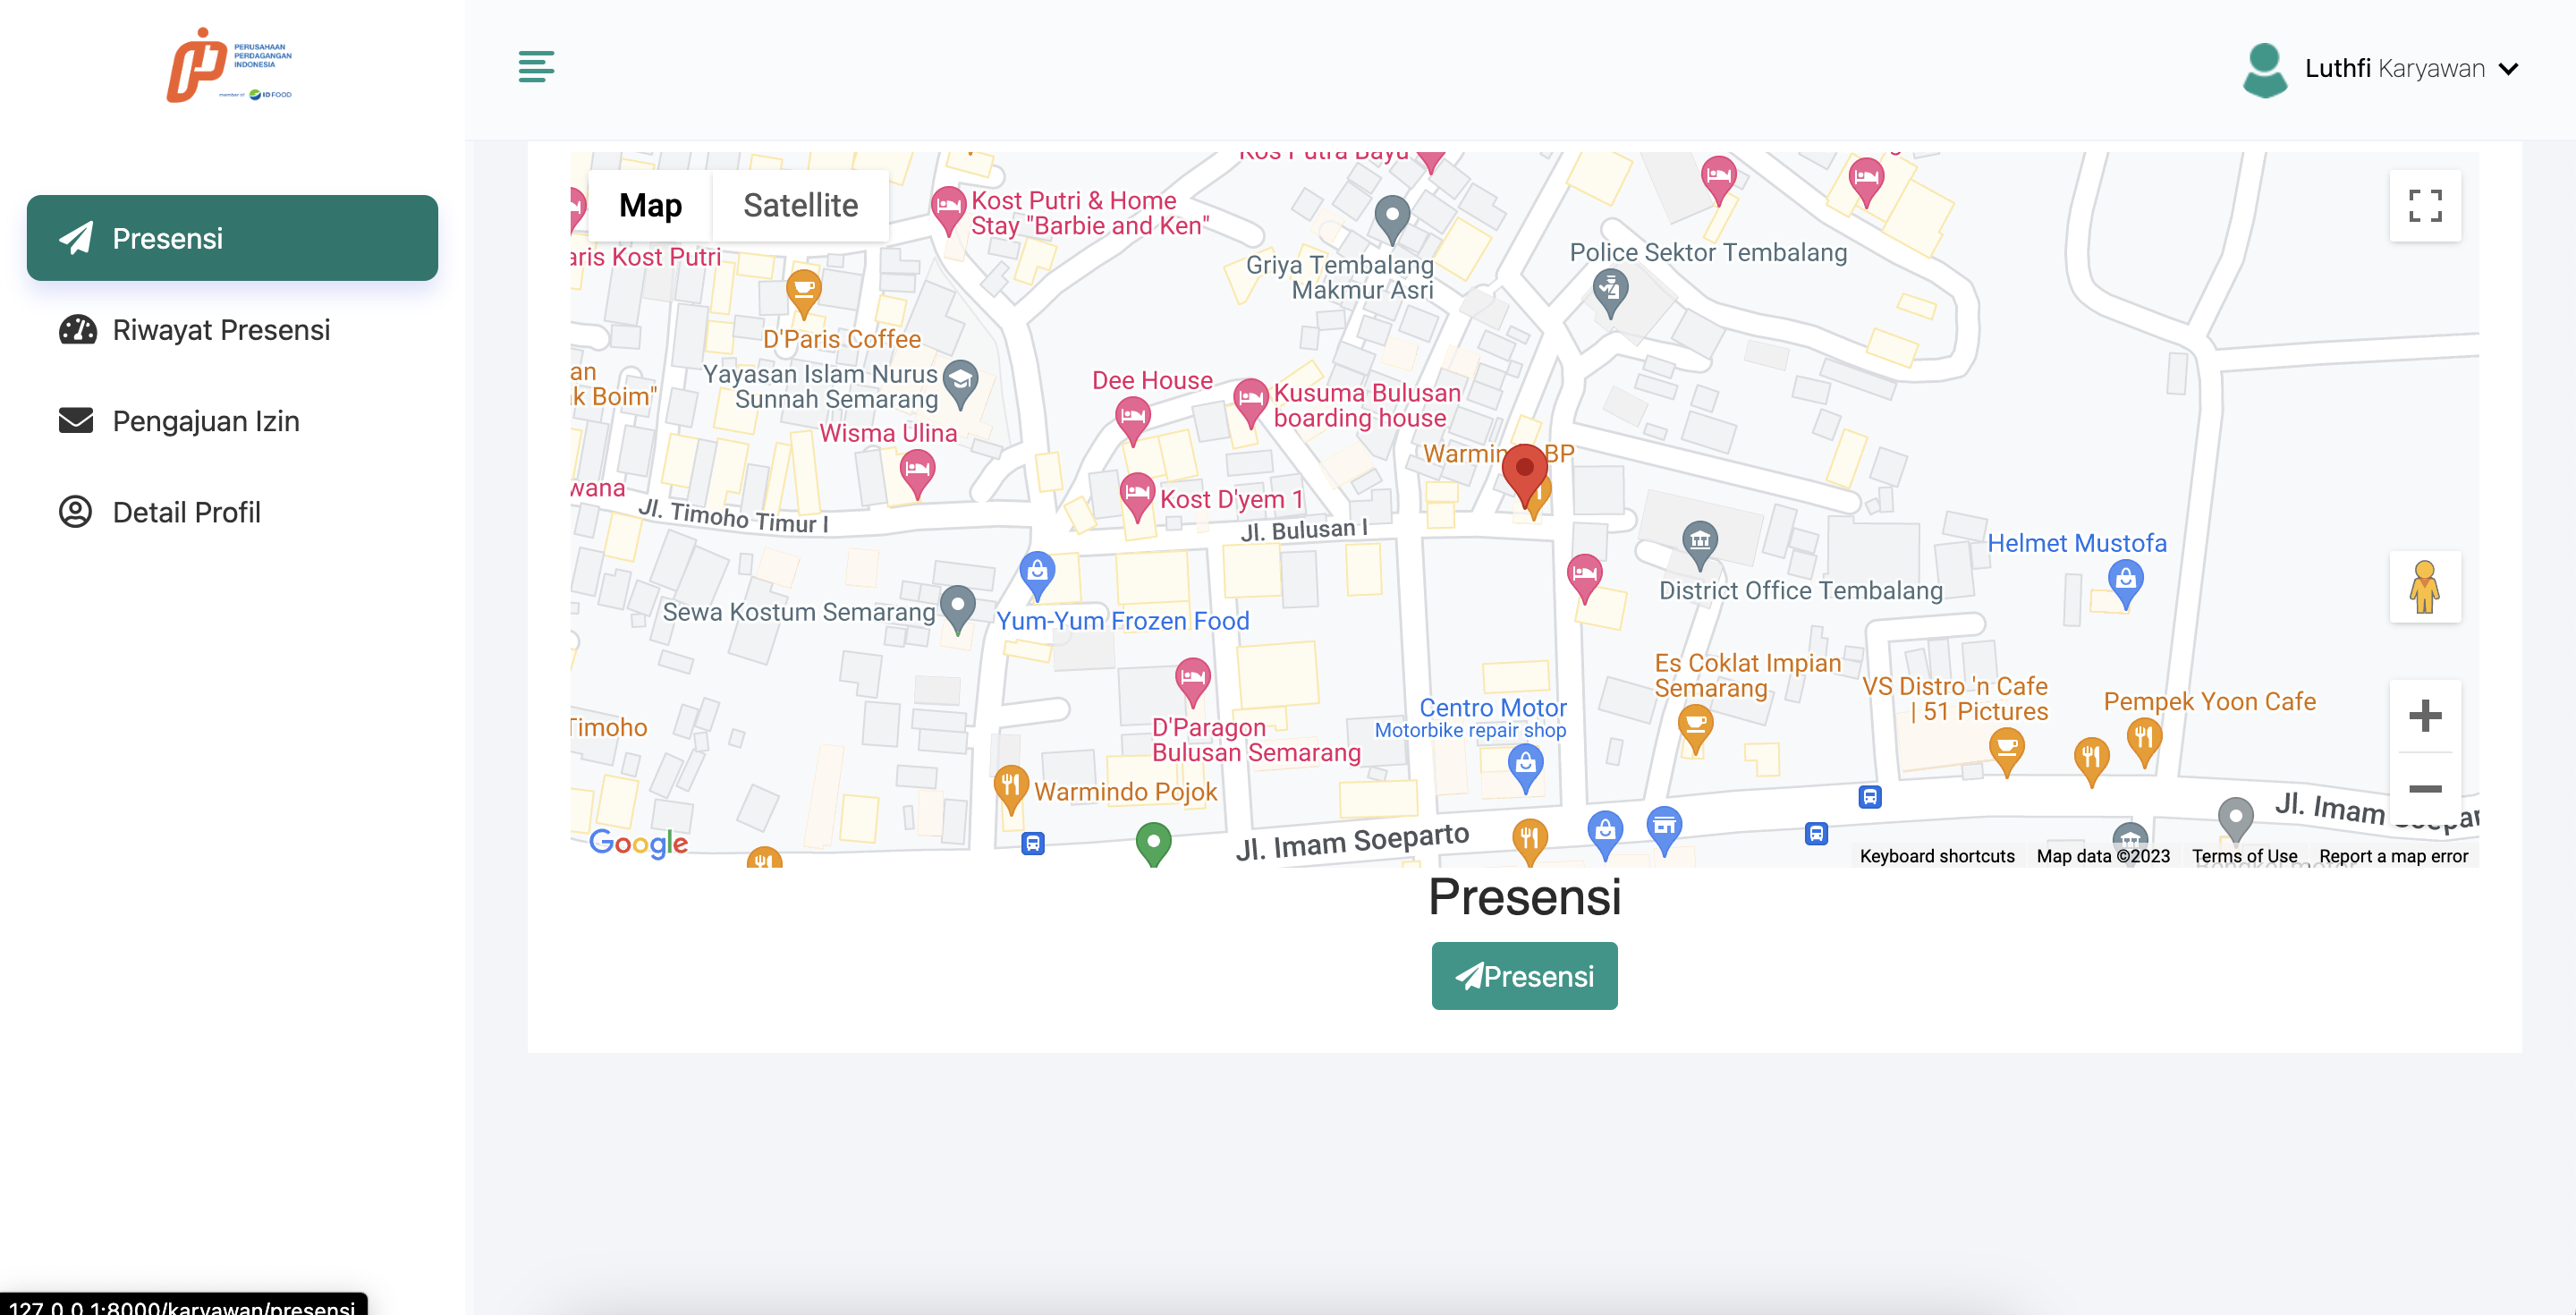 PERUSAHAAN
PERDAGANGAN
INDONESIA
member of ID FOOD
Luthfi Karyawan
Presensi
Riwayat Presensi
Pengajuan Izin
Detail Profil
Map
Satellite
Kos Putra Bayu
Kost Putri & Home
Stay "Barbie and Ken"
aris Kost Putri
Griya Tembalang
Makmur Asri
Police Sektor Tembalang
D'Paris Coffee
an
k Boim"
Yayasan Islam Nurus
Sunnah Semarang
Dee House
Kusuma Bulusan
boarding house
Wisma Ulina
BP
wana
Jl. Timoho Timur I
Kost D'yem 1
Jl. Bulusan I
Helmet Mustofa
District Office Tembalang
Sewa Kostum Semarang
Yum-Yum Frozen Food
Es Coklat Impian
Semarang
VS Distro 'n Cafe
| 51 Pictures
Pempek Yoon Cafe
Timoho
D'Paragon
Bulusan Semarang
Centro Motor
Motorbike repair shop
Warmindo Pojok
Jl. Imam
Jl. Imam Soeparto
Google
Keyboard shortcuts
Map data ©2023
Terms of Use
Report a map error
Presensi
Presensi
127.0.0.1:8000/karyawan/presensi